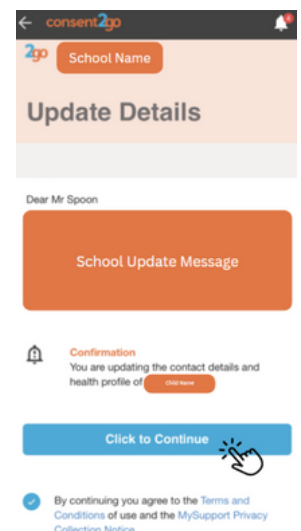 consent2go
2go School Name
Update Details
Dear Mr Spoon
School Update Message
Confirmation
You are updating the contact details and
health profile of Child Name
Click to Continue
By continuing you agree to the Terms and
Conditions of use and the MySupport Privacy
Collection Notice